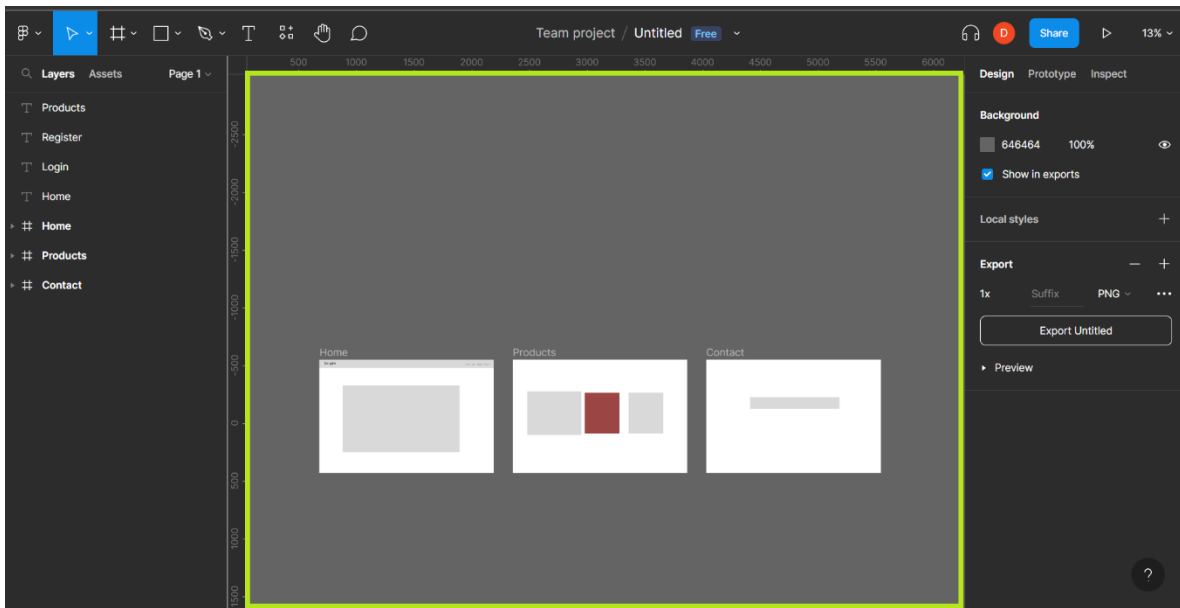 Team project / Untitled Free
D
Share
13%
Layers Assets Page 1
Products
Register
Login
Home
Home
Products
Contact
500 1000 1500 2000 2500 3000 3500 4000 4500 5000 5500 6000
-2500
-2000
-1500
-1000
-500
0
500
1000
1500
Home
Products
Contact
Design Prototype Inspect
Background
646464 100%
Show in exports
Local styles
Export
1x Suffix PNG
Export Untitled
Preview
?